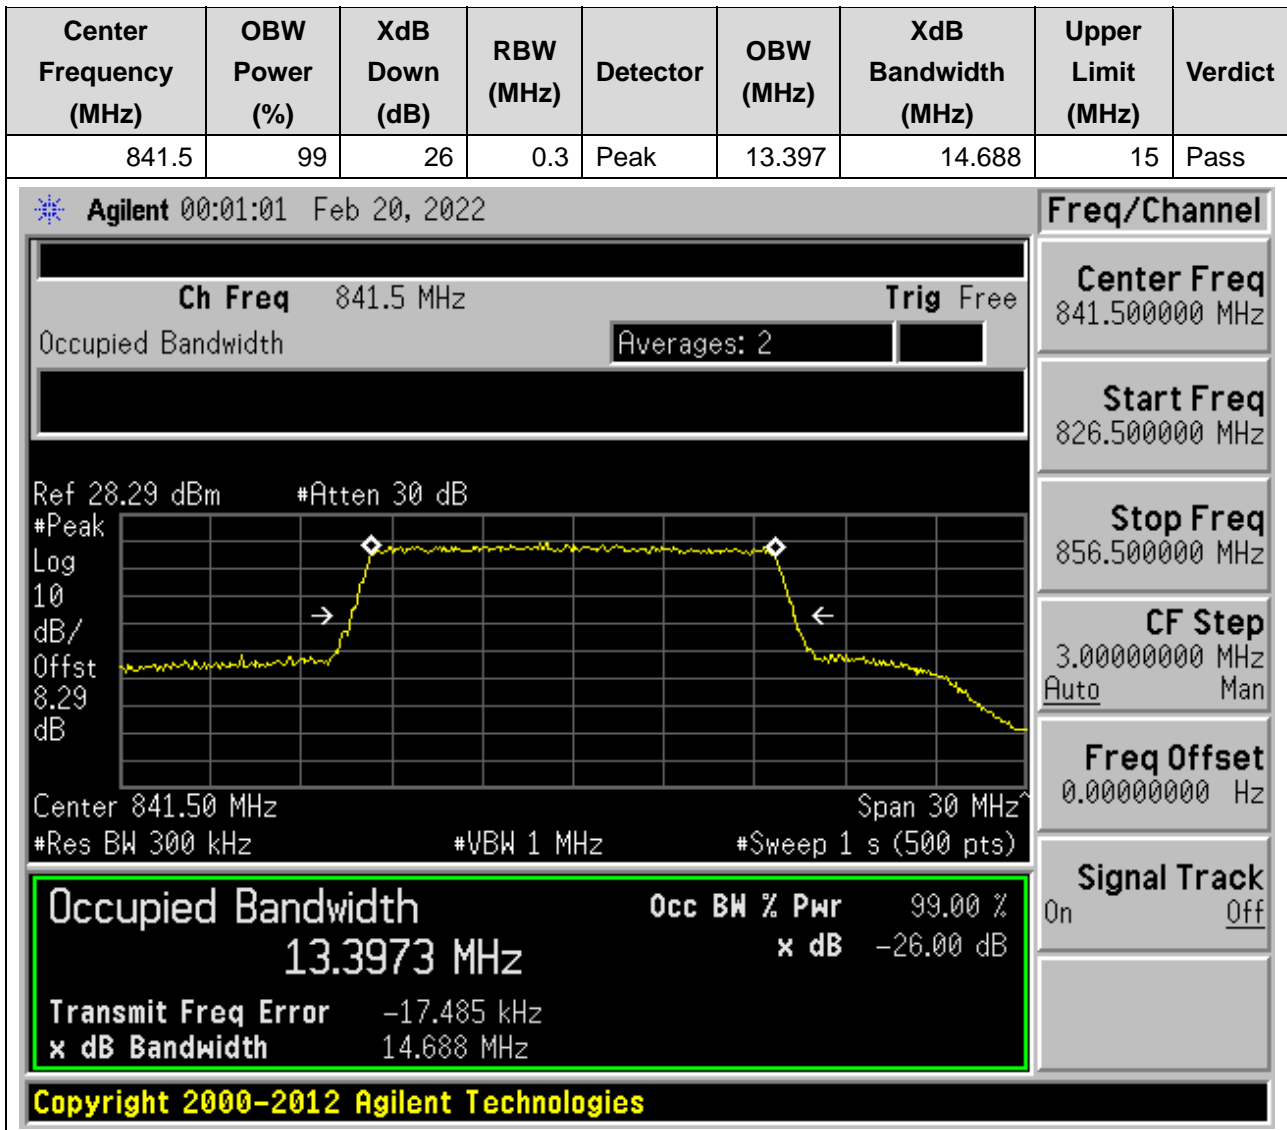 Center Frequency (MHz) OBW Power (%) XdB Down (dB) RBW (MHz) Detector OBW (MHz) XdB Bandwidth (MHz) Upper Limit (MHz) Verdict
841.5 99 26 0.3 Peak 13.397 14.688 15 Pass
Agilent 00:01:01 Feb 20, 2022
Freq/Channel
Ch Freq 841.5 MHz Trig Free
Occupied Bandwidth Averages: 2
Center Freq
841.500000 MHz
Start Freq
826.500000 MHz
Stop Freq
856.500000 MHz
CF Step
3.00000000 MHz
Auto Man
Freq Offset
0.00000000 Hz
Signal Track
On Off
Ref 28.29 dBm #Atten 30 dB
#Peak
Log
10
dB/
Offst
8.29
dB
Center 841.50 MHz Span 30 MHz^
#Res BW 300 kHz #VBW 1 MHz #Sweep 1 s (500 pts)
Occupied Bandwidth Occ BW % Pwr 99.00 %
13.3973 MHz x dB -26.00 dB
Transmit Freq Error -17.485 kHz
x dB Bandwidth 14.688 MHz
Copyright 2000-2012 Agilent Technologies